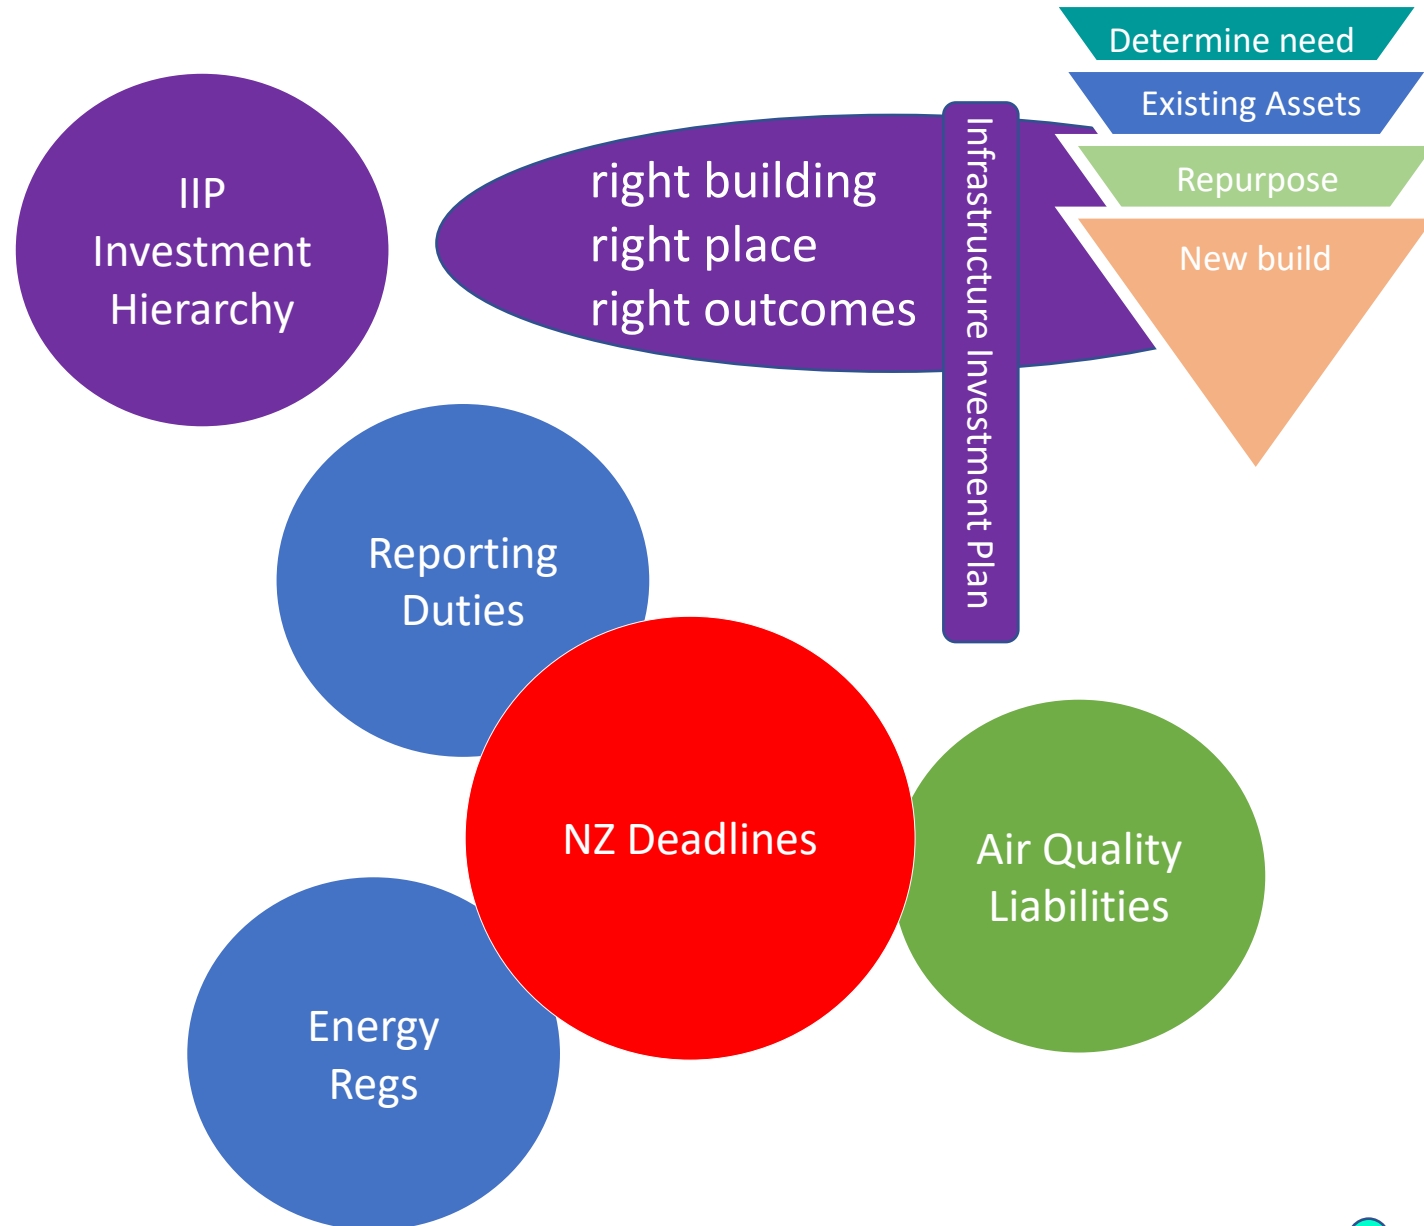 Determine need
Existing Assets
Repurpose
New build
IIP
Investment
Hierarchy
right building
right place
right outcomes
Infrastructure Investment Plan
Reporting
Duties
NZ Deadlines
Air Quality
Liabilities
Energy
Regs